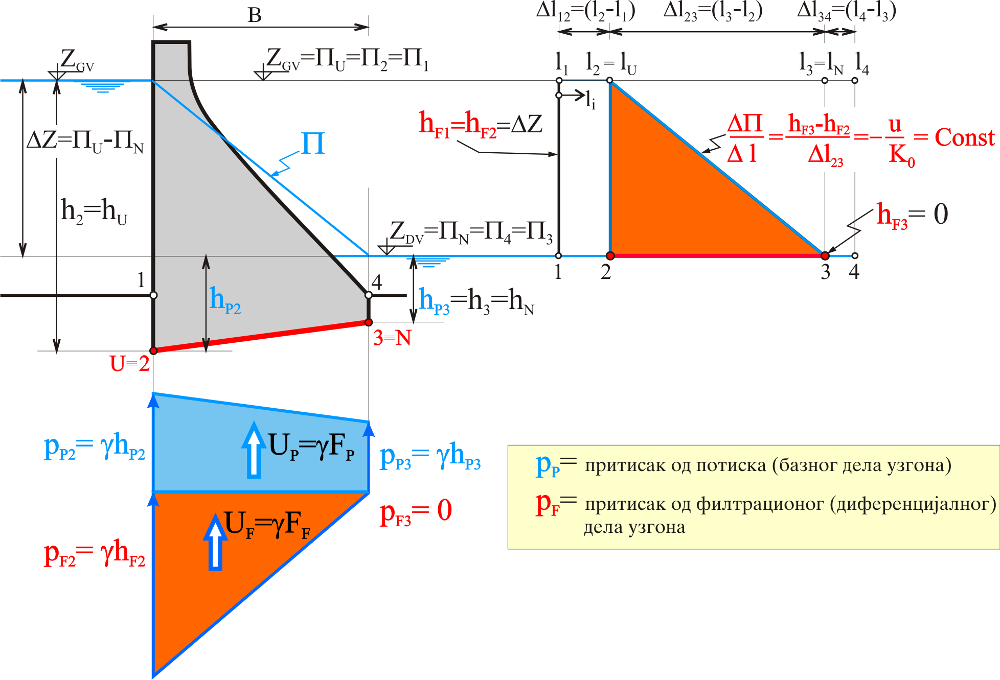 B
Δl12=(l2-l1)
Δl23=(l3-l2)
Δl34=(l4-l3)
ZGV
ZGV=ΠU=Π2=Π1
l1
l2 ≡ lU
l3≡lN
l4
li
hF1=hF2=ΔZ
ΔΠ/Δ l=hF3-hF2/Δl23=-u/K0= Const
ΔZ=ΠU-ΠN
Π
h2=hU
hF3= 0
ZDV=ΠN=Π4=Π3
1
2
3
4
1
4
hP2
hP3=h3=hN
3≡N
U≡2
pP2= γhP2
UP=γFP
pP3= γhP3
pF3= 0
UF=γFF
pF2= γhF2
pP= притисак од потиска (базног дела узгона)
pF= притисак од филтрационог (диференцијалног)
дела узгона